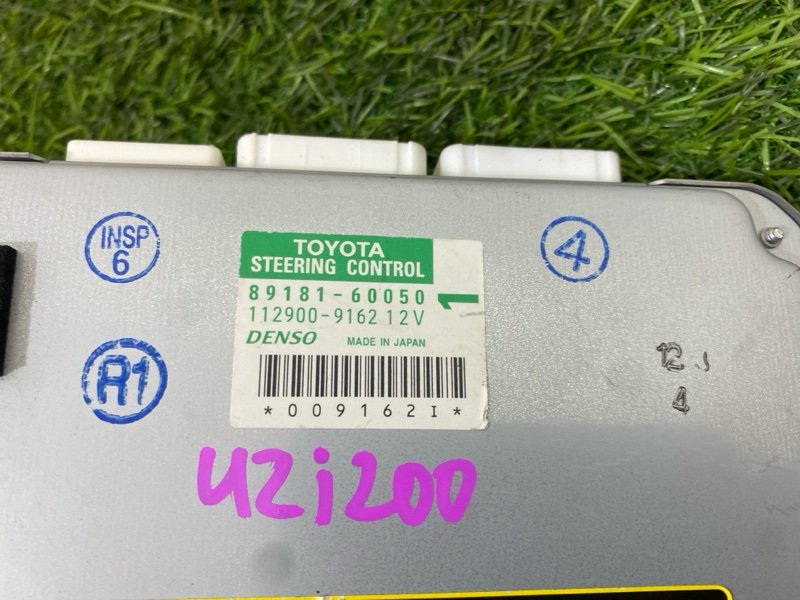 INSP
6
4
TOYOTA
STEERING CONTROL
89181-60050
1
112900-9162 12V
DENSO MADE IN JAPAN
*009162I*
R1
12
4
UZi200